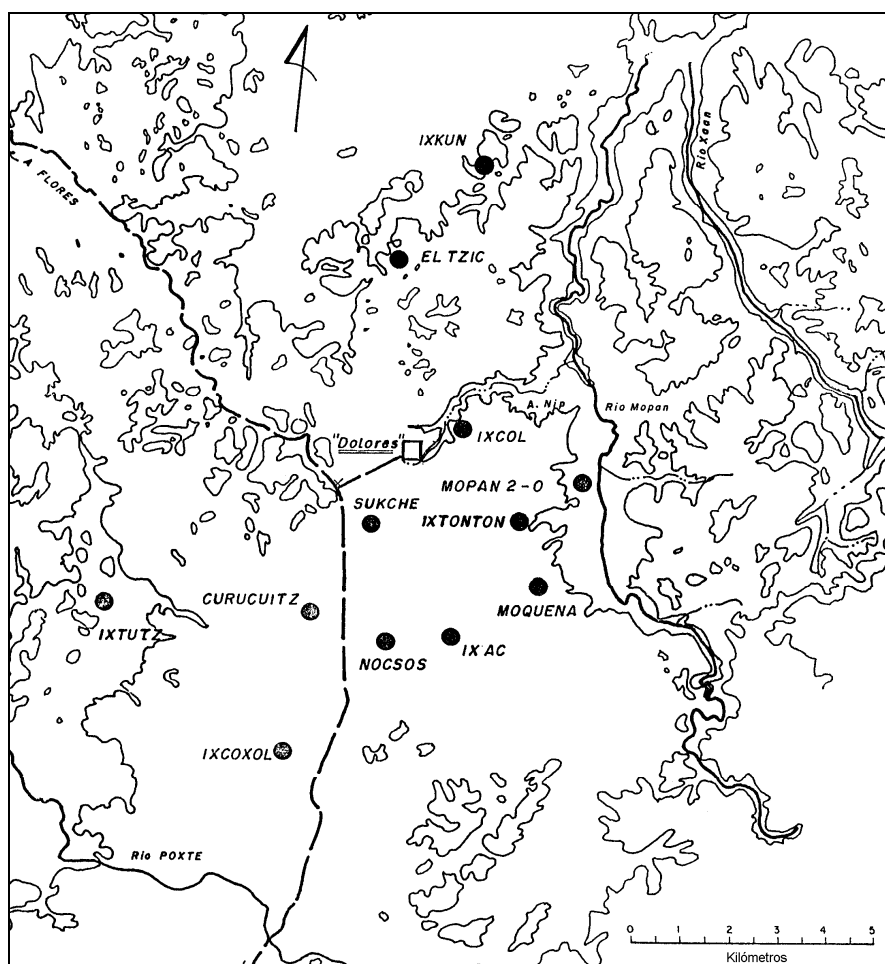 IXKUN
Rio Xaan
A FLORES
EL TZIC
A. Nip
Rio Mopan
"Dolores"
IXCOL
MOPAN 2-0
SUKCHE
IXTONTON
CURUCUITZ
MOQUENA
IXTUTZ
NOCSOS
IX AC
IXCOXOL
Rio POXTE
0 1 2 3 4 5
Kilómetros